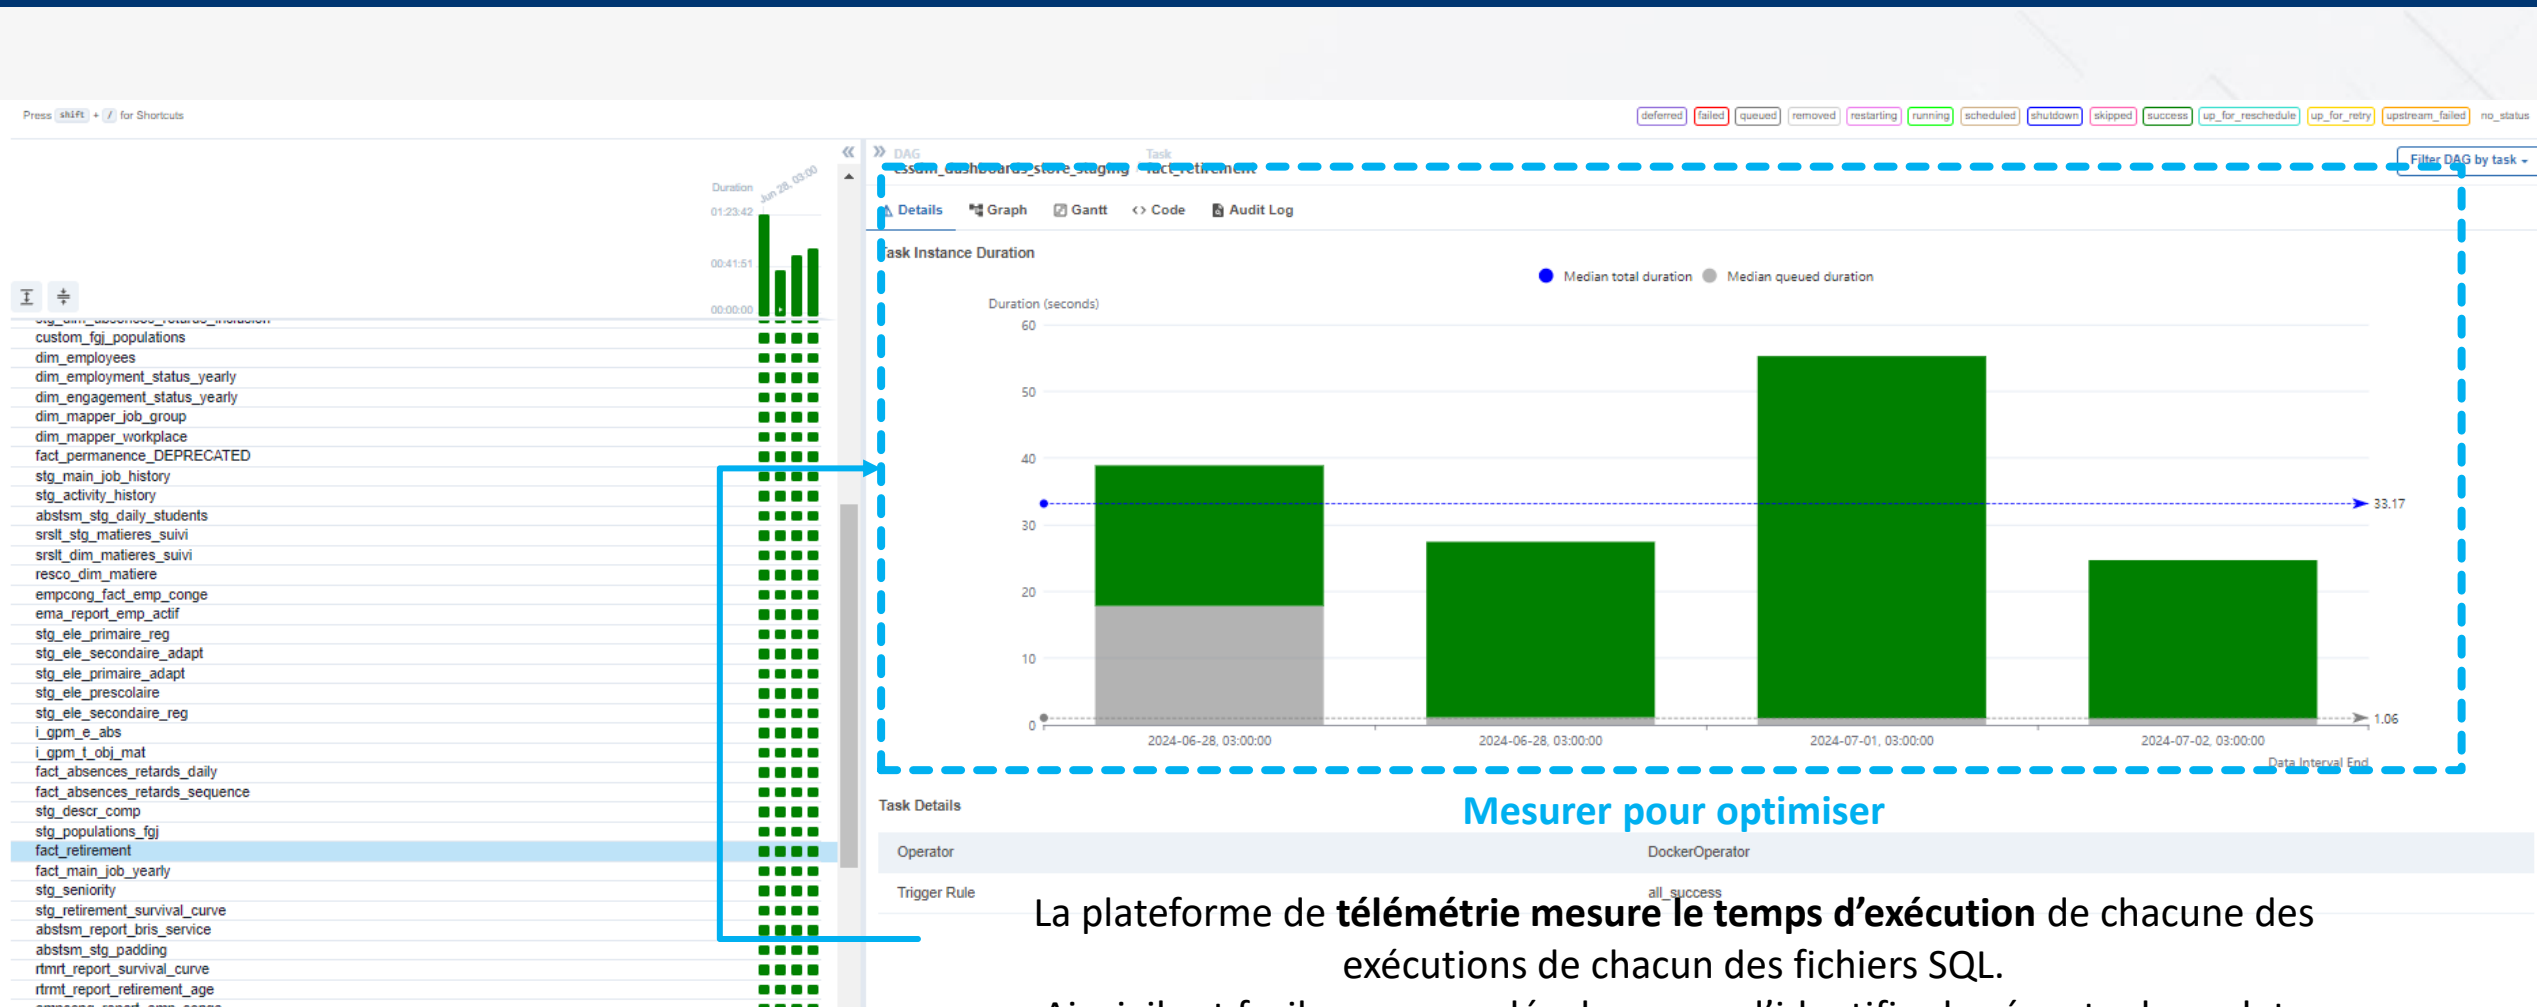 Press shift + / for Shortcuts
deferred failed queued removed restarting running scheduled shutdown skipped success up_for_reschedule up_for_retry upstream_failed no_status
DAG Task
cssdm_dashboards_store_staging fact_retirement
Filter DAG by task
Duration Jun 28, 03:00
01:23:42
00:41:51
00:00:00
Details Graph Gantt Code Audit Log
Task Instance Duration
Median total duration Median queued duration
Duration (seconds)
60
50
40
30
20
10
0
33.17
1.06
2024-06-28, 03:00:00 2024-06-28, 03:00:00 2024-07-01, 03:00:00 2024-07-02, 03:00:00
Data Interval End
stg_dim_absences_retards_inclusion
custom_fgj_populations
dim_employees
dim_employment_status_yearly
dim_engagement_status_yearly
dim_mapper_job_group
dim_mapper_workplace
fact_permanence_DEPRECATED
stg_main_job_history
stg_activity_history
abstsm_stg_daily_students
srslt_stg_matieres_suivi
srslt_dim_matieres_suivi
resco_dim_matiere
empcong_fact_emp_conge
ema_report_emp_actif
stg_ele_primaire_reg
stg_ele_secondaire_adapt
stg_ele_primaire_adapt
stg_ele_prescolaire
stg_ele_secondaire_reg
i_gpm_e_abs
i_gpm_t_obj_mat
fact_absences_retards_daily
fact_absences_retards_sequence
stg_descr_comp
stg_populations_fgj
fact_retirement
fact_main_job_yearly
stg_seniority
stg_retirement_survival_curve
abstsm_report_bris_service
abstsm_stg_padding
rtmrt_report_survival_curve
rtrmt_report_retirement_age
Task Details
Mesurer pour optimiser
Operator DockerOperator
Trigger Rule all_success
La plateforme de télémétrie mesure le temps d'exécution de chacune des
exécutions de chacun des fichiers SQL.